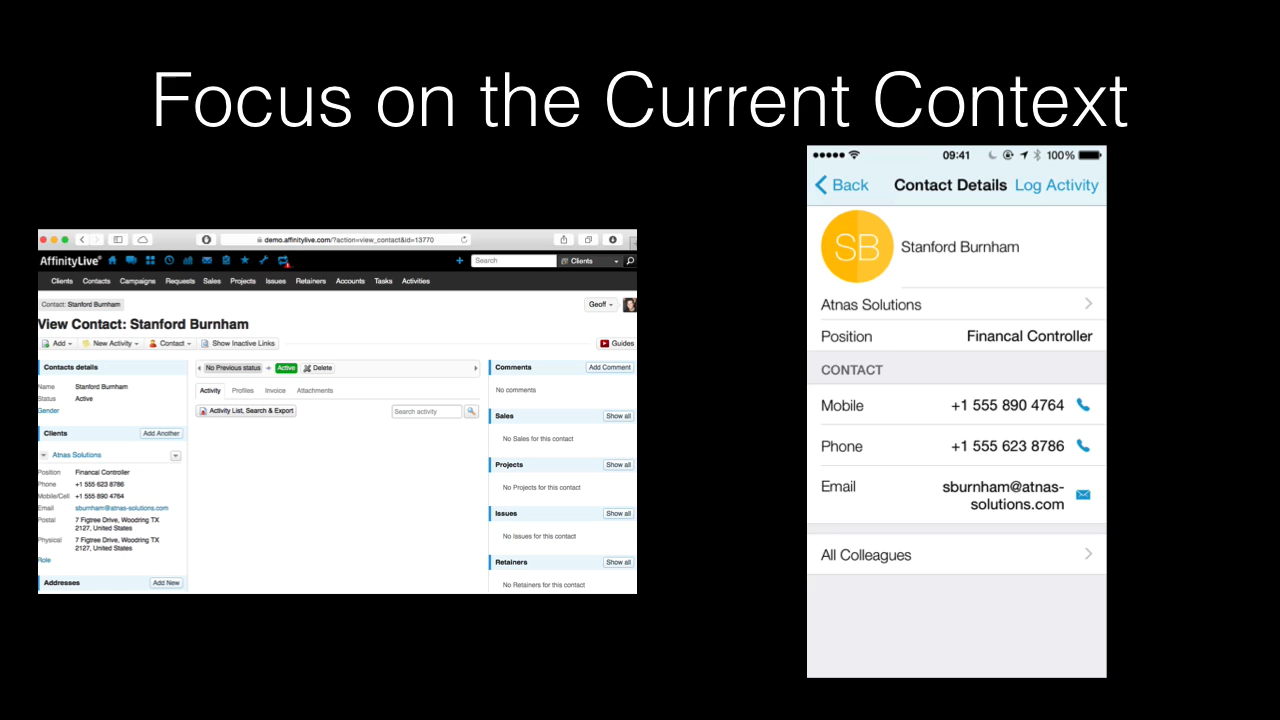 Focus on the Current Context
demo.affinitylive.com/?action=view_contact&id=13770
AffinityLive®
Search
Clients
Clients Contacts Campaigns Requests Sales Projects Issues Retainers Accounts Tasks Activities
Contact: Stanford Burnham
Geoff
View Contact: Stanford Burnham
Add New Activity Contact Show Inactive Links
Guides
Contacts details
Name Stanford Burnham
Status Active
Gender
Clients Add Another
Atnas Solutions
Position Financal Controller
Phone +1 555 623 8786
Mobile/Cell +1 555 890 4764
Email sburnham@atnas-solutions.com
Postal 7 Figtree Drive, Woodring TX
2127, United States
Physical 7 Figtree Drive, Woodring TX
2127, United States
Role
Addresses Add New
No Previous status Active Delete
Activity Profiles Invoice Attachments
Activity List, Search & Export Search activity
Comments Add Comment
No comments
Sales Show all
No Sales for this contact
Projects Show all
No Projects for this contact
Issues Show all
No Issues for this contact
Retainers Show all
No Retainers for this contact
09:41 100%
Back Contact Details Log Activity
SB Stanford Burnham
Atnas Solutions
Position Financal Controller
CONTACT
Mobile +1 555 890 4764
Phone +1 555 623 8786
Email sburnham@atnas-
solutions.com
All Colleagues